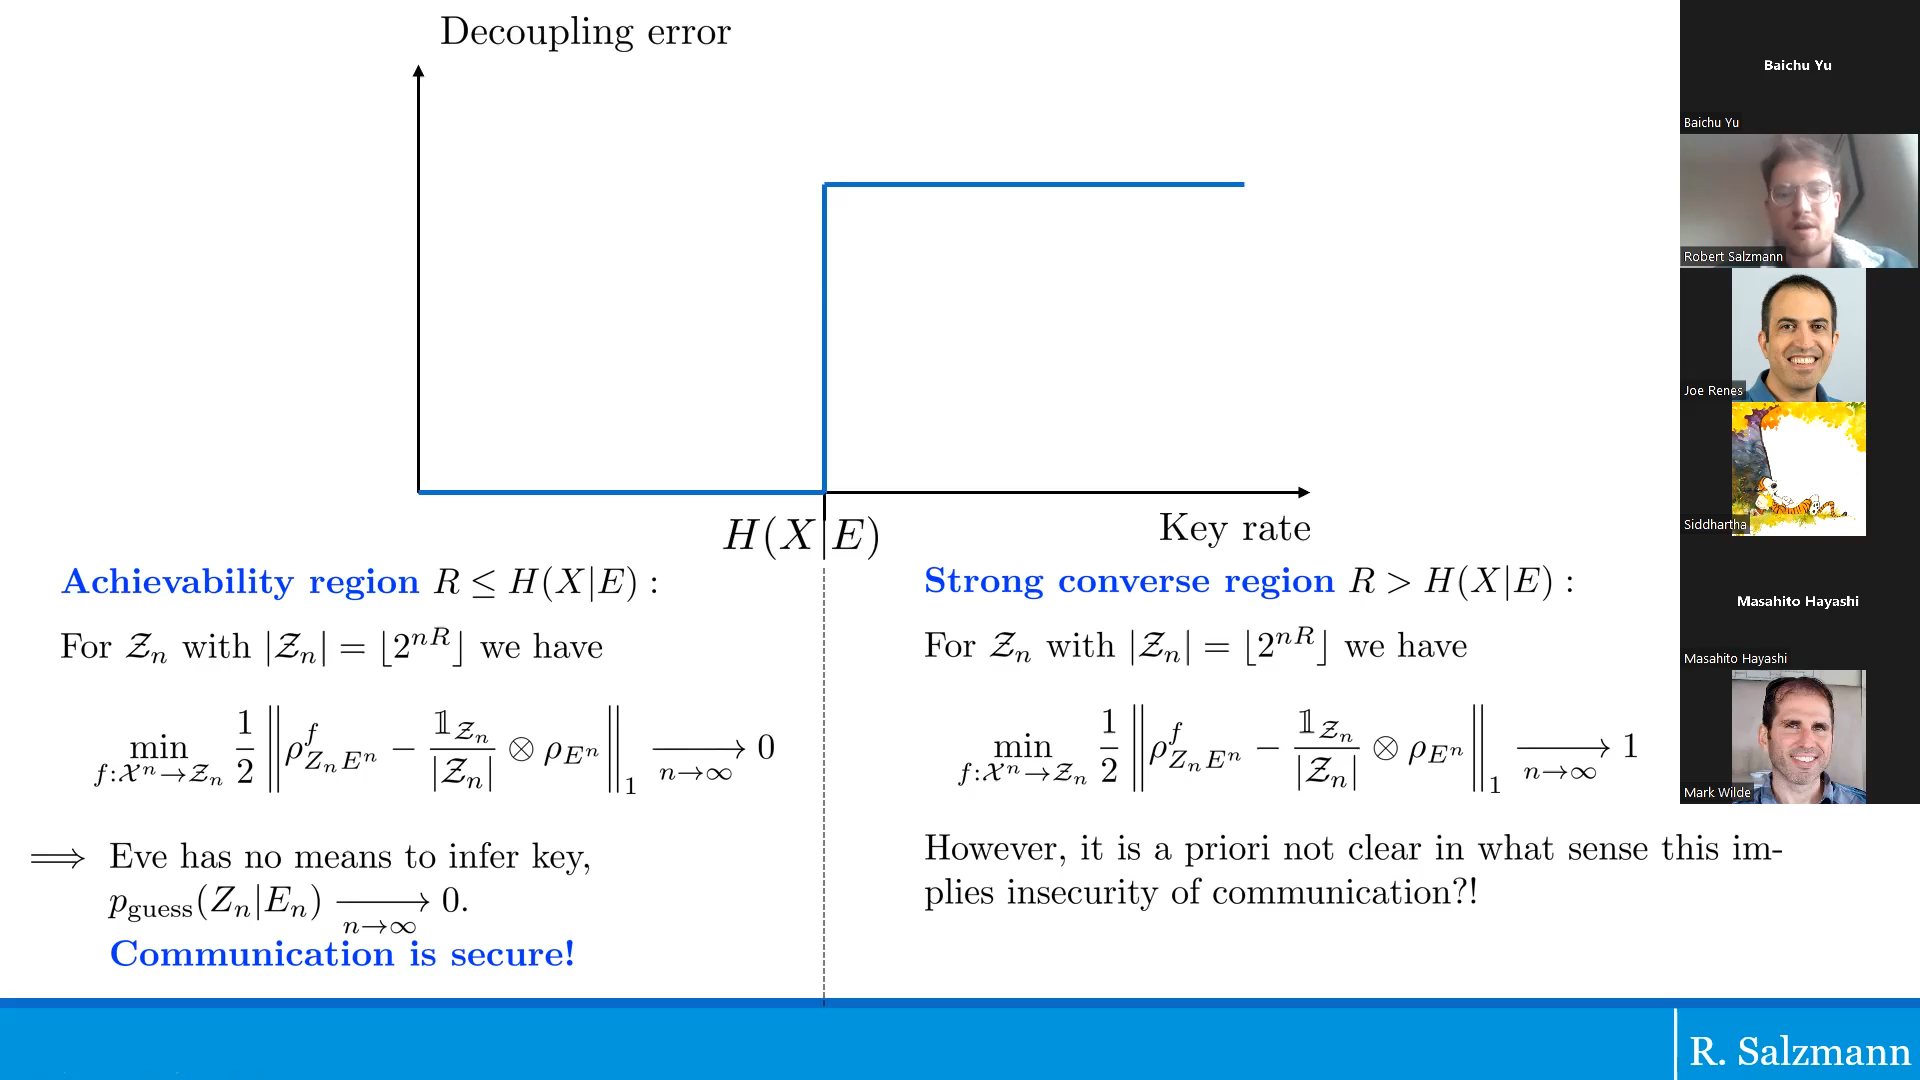 Decoupling error
H(X|E)
Key rate
Achievability region R ≤ H(X|E) :
For 𝒵_n with |𝒵_n| = ⌊2^{nR}⌋ we have
min_{f:𝒳^n→𝒵_n} 1/2 ‖ρ^f_{Z_n E^n} − 𝟙_{𝒵_n}/|𝒵_n| ⊗ ρ_{E^n}‖_1 ⟶_{n→∞} 0
⟹ Eve has no means to infer key,
p_guess(Z_n|E_n) ⟶_{n→∞} 0.
Communication is secure!
Strong converse region R > H(X|E) :
For 𝒵_n with |𝒵_n| = ⌊2^{nR}⌋ we have
min_{f:𝒳^n→𝒵_n} 1/2 ‖ρ^f_{Z_n E^n} − 𝟙_{𝒵_n}/|𝒵_n| ⊗ ρ_{E^n}‖_1 ⟶_{n→∞} 1
However, it is a priori not clear in what sense this im-
plies insecurity of communication?!
R. Salzmann
Baichu Yu
Baichu Yu
Robert Salzmann
Joe Renes
Siddhartha
Masahito Hayashi
Masahito Hayashi
Mark Wilde